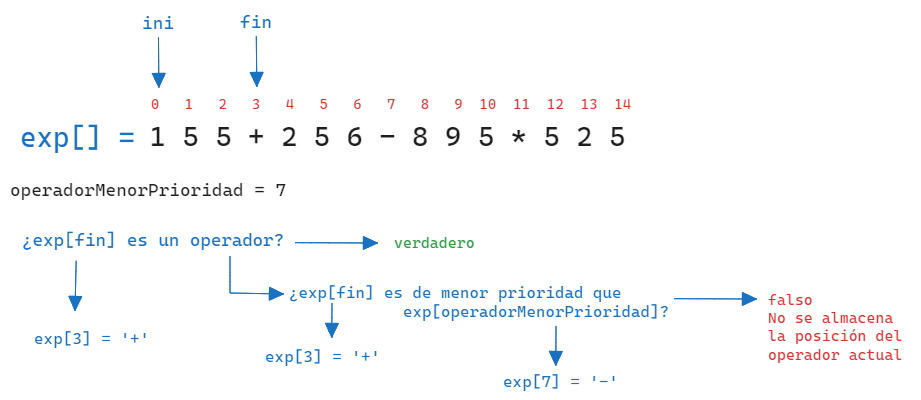 ini fin
0 1 2 3 4 5 6 7 8 9 10 11 12 13 14
exp[] = 1 5 5 + 2 5 6 - 8 9 5 * 5 2 5
operadorMenorPrioridad = 7
¿exp[fin] es un operador?
verdadero
¿exp[fin] es de menor prioridad que
exp[operadorMenorPrioridad]?
falso
No se almacena
la posición del
operador actual
exp[3] = '+'
exp[3] = '+'
exp[7] = '-'